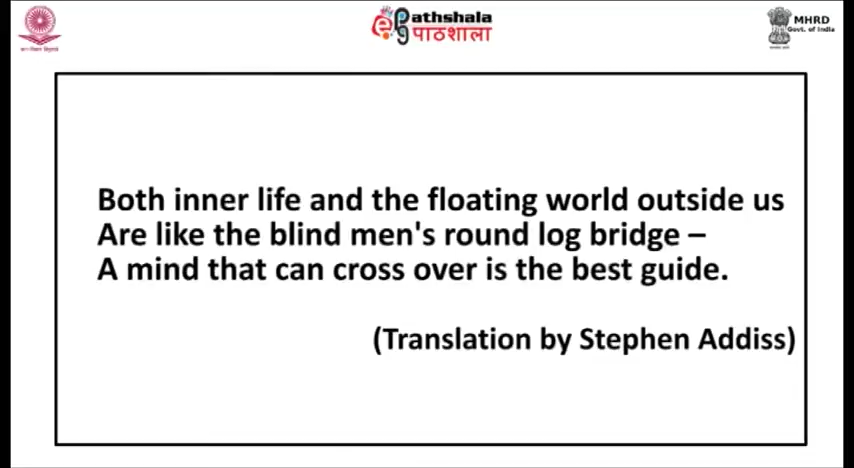 ePathshala
पाठशाला
MHRD
Govt. of India
Both inner life and the floating world outside us
Are like the blind men's round log bridge –
A mind that can cross over is the best guide.
(Translation by Stephen Addiss)